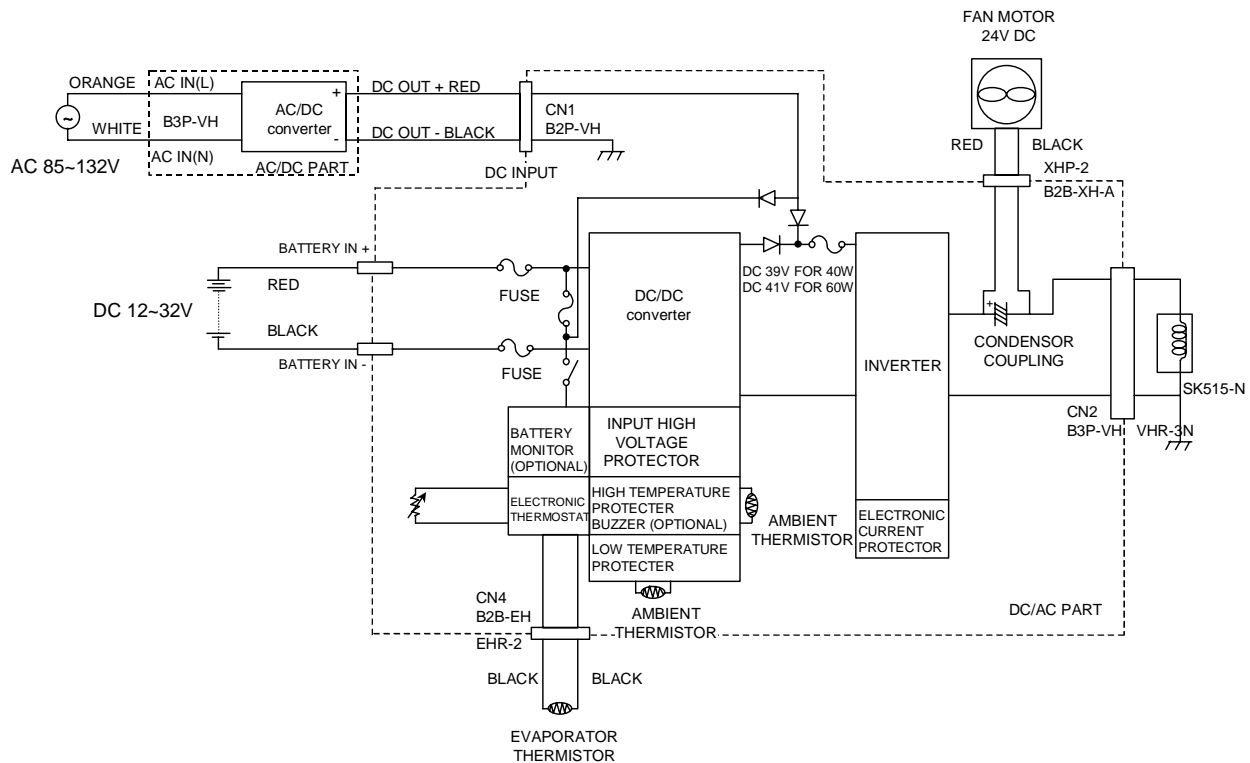 FAN MOTOR
24V DC
ORANGE
AC IN(L)
+
DC OUT + RED
AC/DC
converter
CN1
B2P-VH
~
B3P-VH
WHITE
-
DC OUT - BLACK
RED
BLACK
AC IN(N)
AC/DC PART
AC 85~132V
DC INPUT
XHP-2
B2B-XH-A
BATTERY IN +
RED
FUSE
DC 39V FOR 40W
DC 41V FOR 60W
DC/DC
converter
DC 12~32V
+
BLACK
CONDENSOR
COUPLING
BATTERY IN -
FUSE
INVERTER
SK515-N
CN2
B3P-VH
VHR-3N
BATTERY
MONITOR
(OPTIONAL)
INPUT HIGH
VOLTAGE
PROTECTOR
ELECTRONIC
THERMOSTAT
HIGH TEMPERATURE
PROTECTER
BUZZER (OPTIONAL)
AMBIENT
THERMISTOR
ELECTRONIC
CURRENT
PROTECTOR
LOW TEMPERATURE
PROTECTER
CN4
B2B-EH
AMBIENT
THERMISTOR
DC/AC PART
EHR-2
BLACK
BLACK
EVAPORATOR
THERMISTOR